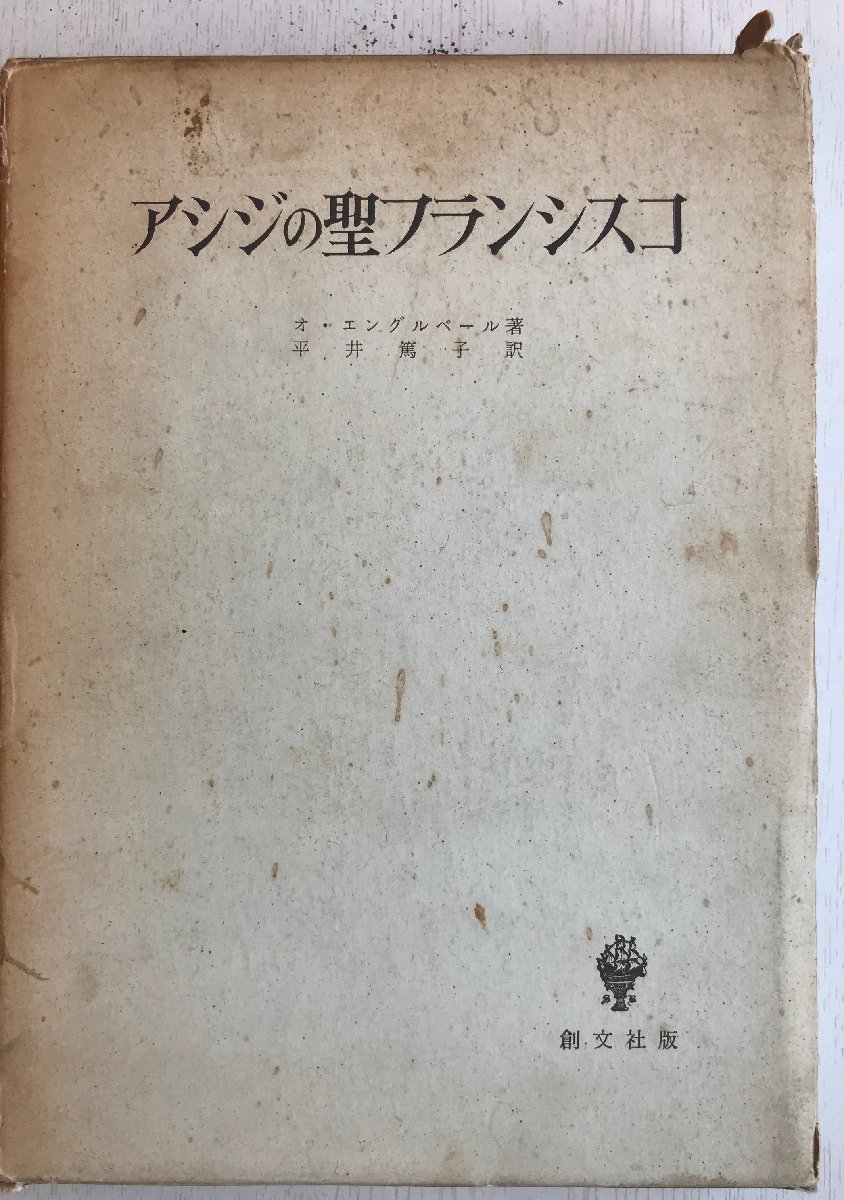 アシジの聖フランシスコ
オ・エングルベール著
平井篤子訳
創文社版